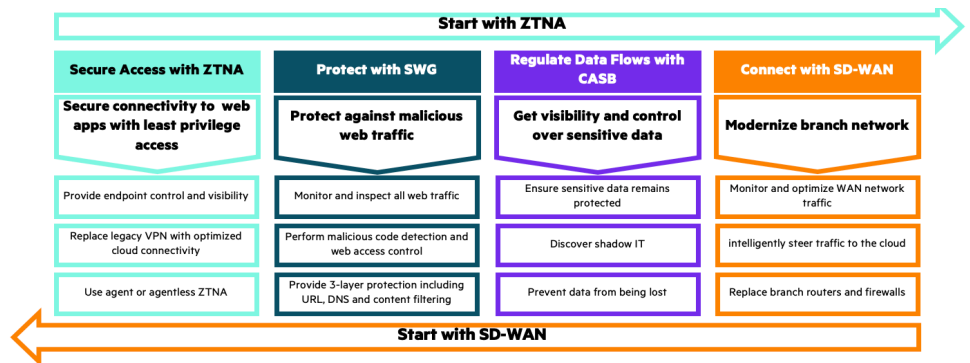 Start with ZTNA
Secure Access with ZTNA
Secure connectivity to web
apps with least privilege
access
Provide endpoint control and visibility
Replace legacy VPN with optimized
cloud connectivity
Use agent or agentless ZTNA
Protect with SWG
Protect against malicious
web traffic
Monitor and inspect all web traffic
Perform malicious code detection and
web access control
Provide 3-layer protection including
URL, DNS and content filtering
Regulate Data Flows with
CASB
Get visibility and control
over sensitive data
Ensure sensitive data remains
protected
Discover shadow IT
Prevent data from being lost
Connect with SD-WAN
Modernize branch network
Monitor and optimize WAN network
traffic
intelligently steer traffic to the cloud
Replace branch routers and firewalls
Start with SD-WAN